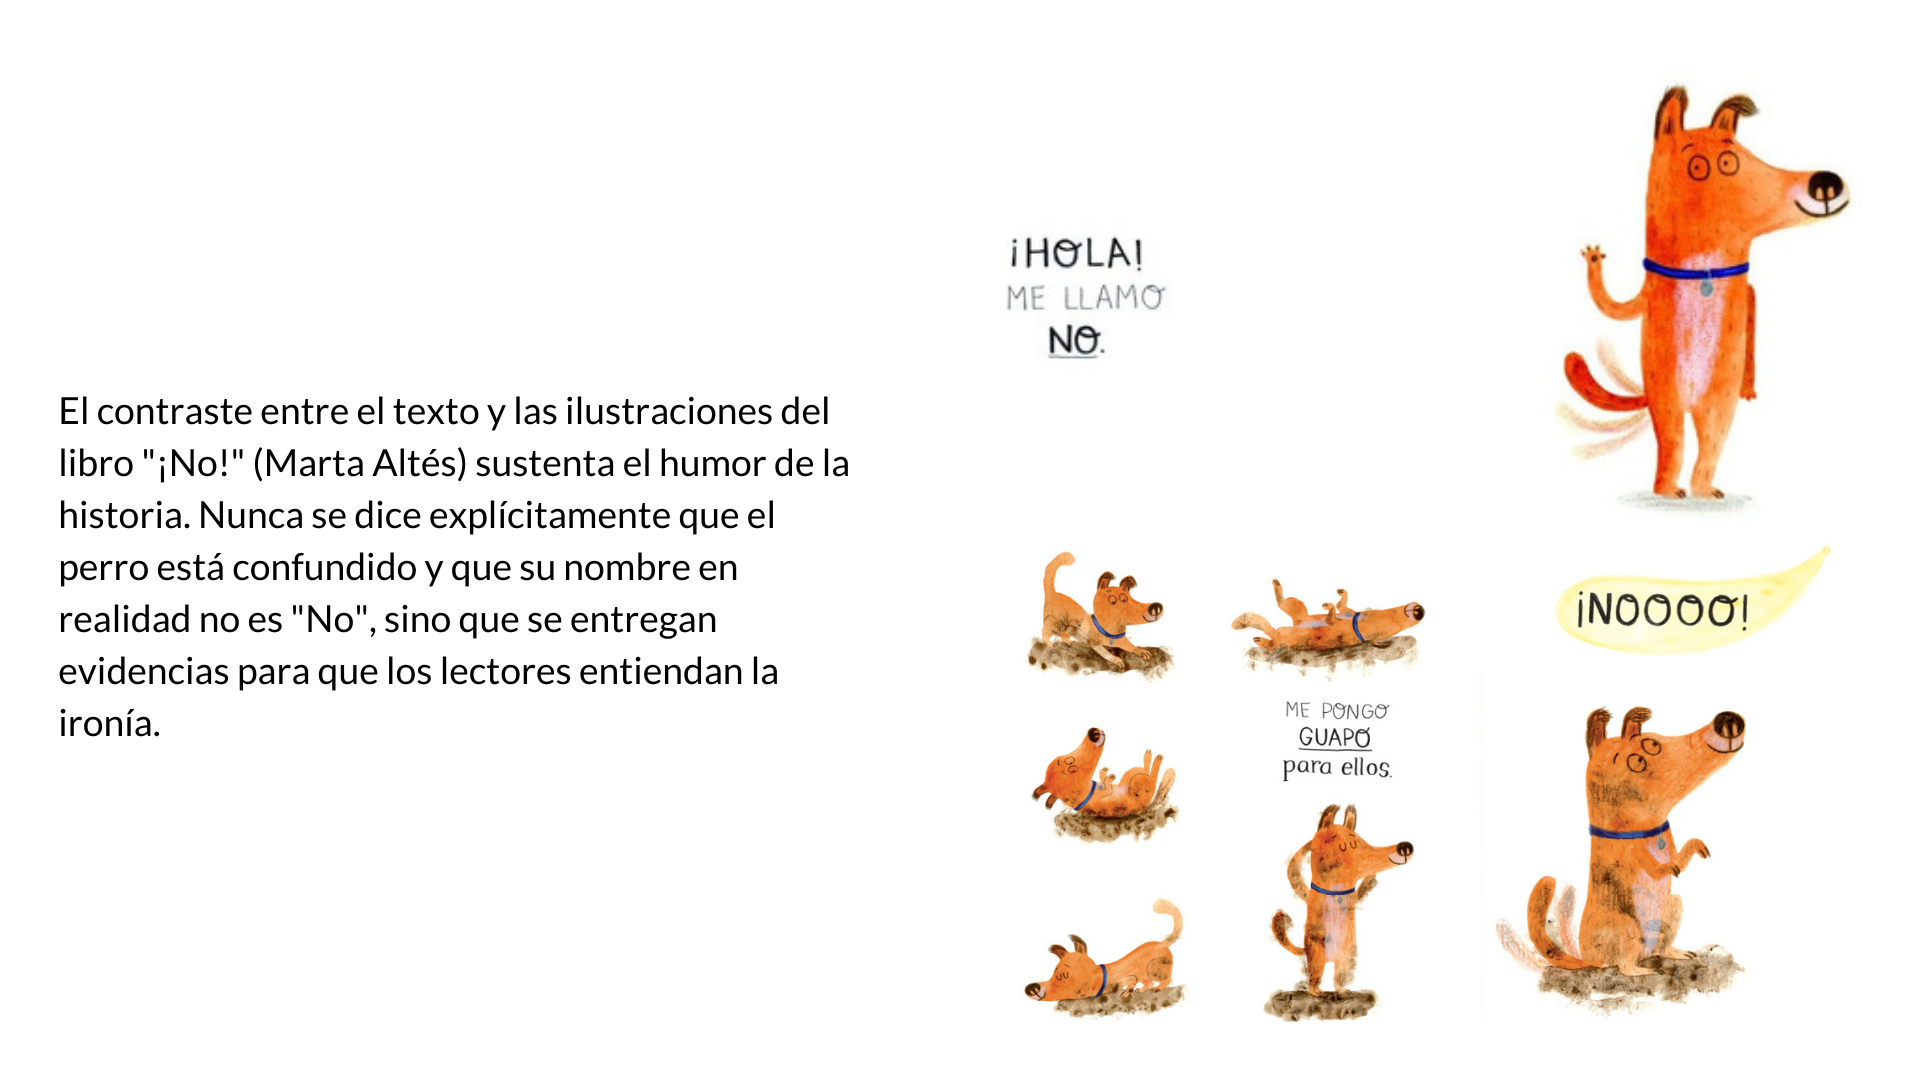 El contraste entre el texto y las ilustraciones del
libro "¡No!" (Marta Altés) sustenta el humor de la
historia. Nunca se dice explícitamente que el
perro está confundido y que su nombre en
realidad no es "No", sino que se entregan
evidencias para que los lectores entiendan la
ironía.
¡HOLA!
ME LLAMO
NO.
ME PONGO
GUAPO
para ellos.
¡NOOOO!